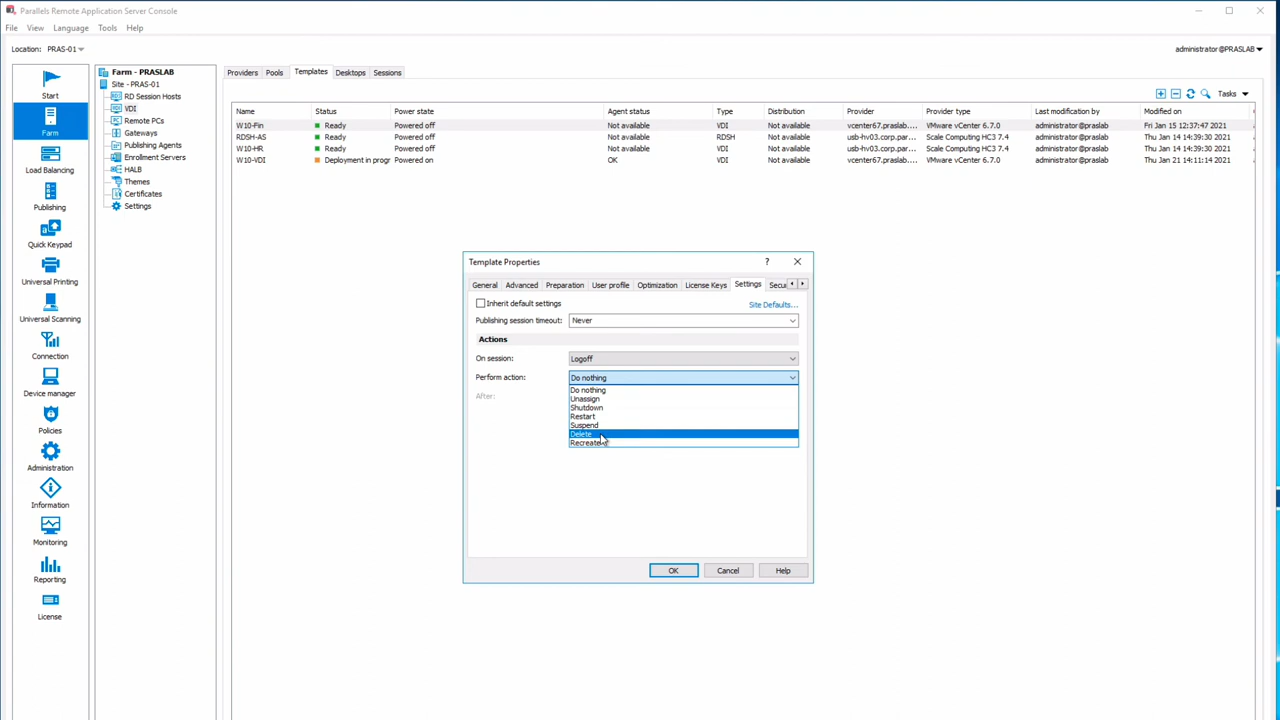 Parallels Remote Application Server Console
File View Language Tools Help
Location: PRAS-01 administrator@PRASLAB
Start
Farm
Load Balancing
Publishing
Quick Keypad
Universal Printing
Universal Scanning
Connection
Device manager
Policies
Administration
Information
Monitoring
Reporting
License
Farm - PRASLAB
Site - PRAS-01
RD Session Hosts
VDI
Remote PCs
Gateways
Publishing Agents
Enrollment Servers
HALB
Themes
Certificates
Settings
Providers Pools Templates Desktops Sessions
Tasks
Name Status Power state Agent status Type Distribution Provider Provider type Last modification by Modified on
W10-Fin Ready Powered off Not available VDI Not available vcenter67.praslab.... VMware vCenter 6.7.0 administrator@praslab Fri Jan 15 12:37:47 2021
RDSH-AS Ready Powered off Not available RDSH Not available usb-hv03.corp.par... Scale Computing HC3 7.4 administrator@praslab Thu Jan 14 14:39:30 2021
W10-HR Ready Powered off Not available VDI Not available usb-hv03.corp.par... Scale Computing HC3 7.4 administrator@praslab Thu Jan 14 14:39:30 2021
W10-VDI Deployment in progr Powered on OK VDI Not available vcenter67.praslab.... VMware vCenter 6.7.0 administrator@praslab Thu Jan 21 14:11:14 2021
Template Properties ?
General Advanced Preparation User profile Optimization License Keys Settings Secu
Inherit default settings Site Defaults...
Publishing session timeout: Never
Actions
On session: Logoff
Perform action: Do nothing
After:
Do nothing
Unassign
Shutdown
Restart
Suspend
Delete
Recreate
OK Cancel Help